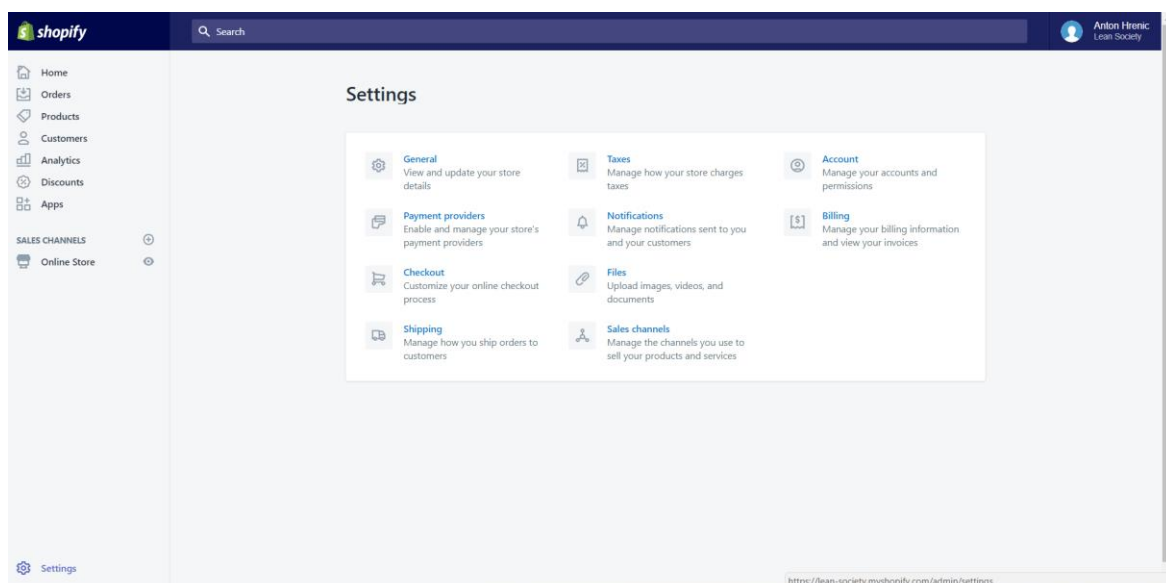 shopify
Search
Anton Hrenic
Lean Society
Home
Orders
Products
Customers
Analytics
Discounts
Apps
SALES CHANNELS
Online Store
Settings
Settings
General
View and update your store
details
Payment providers
Enable and manage your store's
payment providers
Checkout
Customize your online checkout
process
Shipping
Manage how you ship orders to
customers
Taxes
Manage how your store charges
taxes
Notifications
Manage notifications sent to you
and your customers
Files
Upload images, videos, and
documents
Sales channels
Manage the channels you use to
sell your products and services
Account
Manage your accounts and
permissions
Billing
Manage your billing information
and view your invoices
https://lean-society.myshopify.com/admin/settings